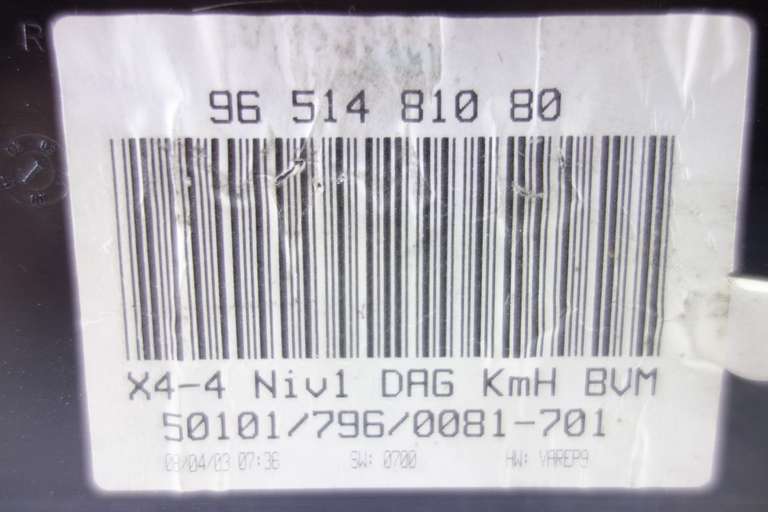 R
96 514 810 80
X4-4 Niv1 DAG KmH BVM
50101/796/0081-701
08/04/03 07:36 SW: 0700 HW: YAREP9